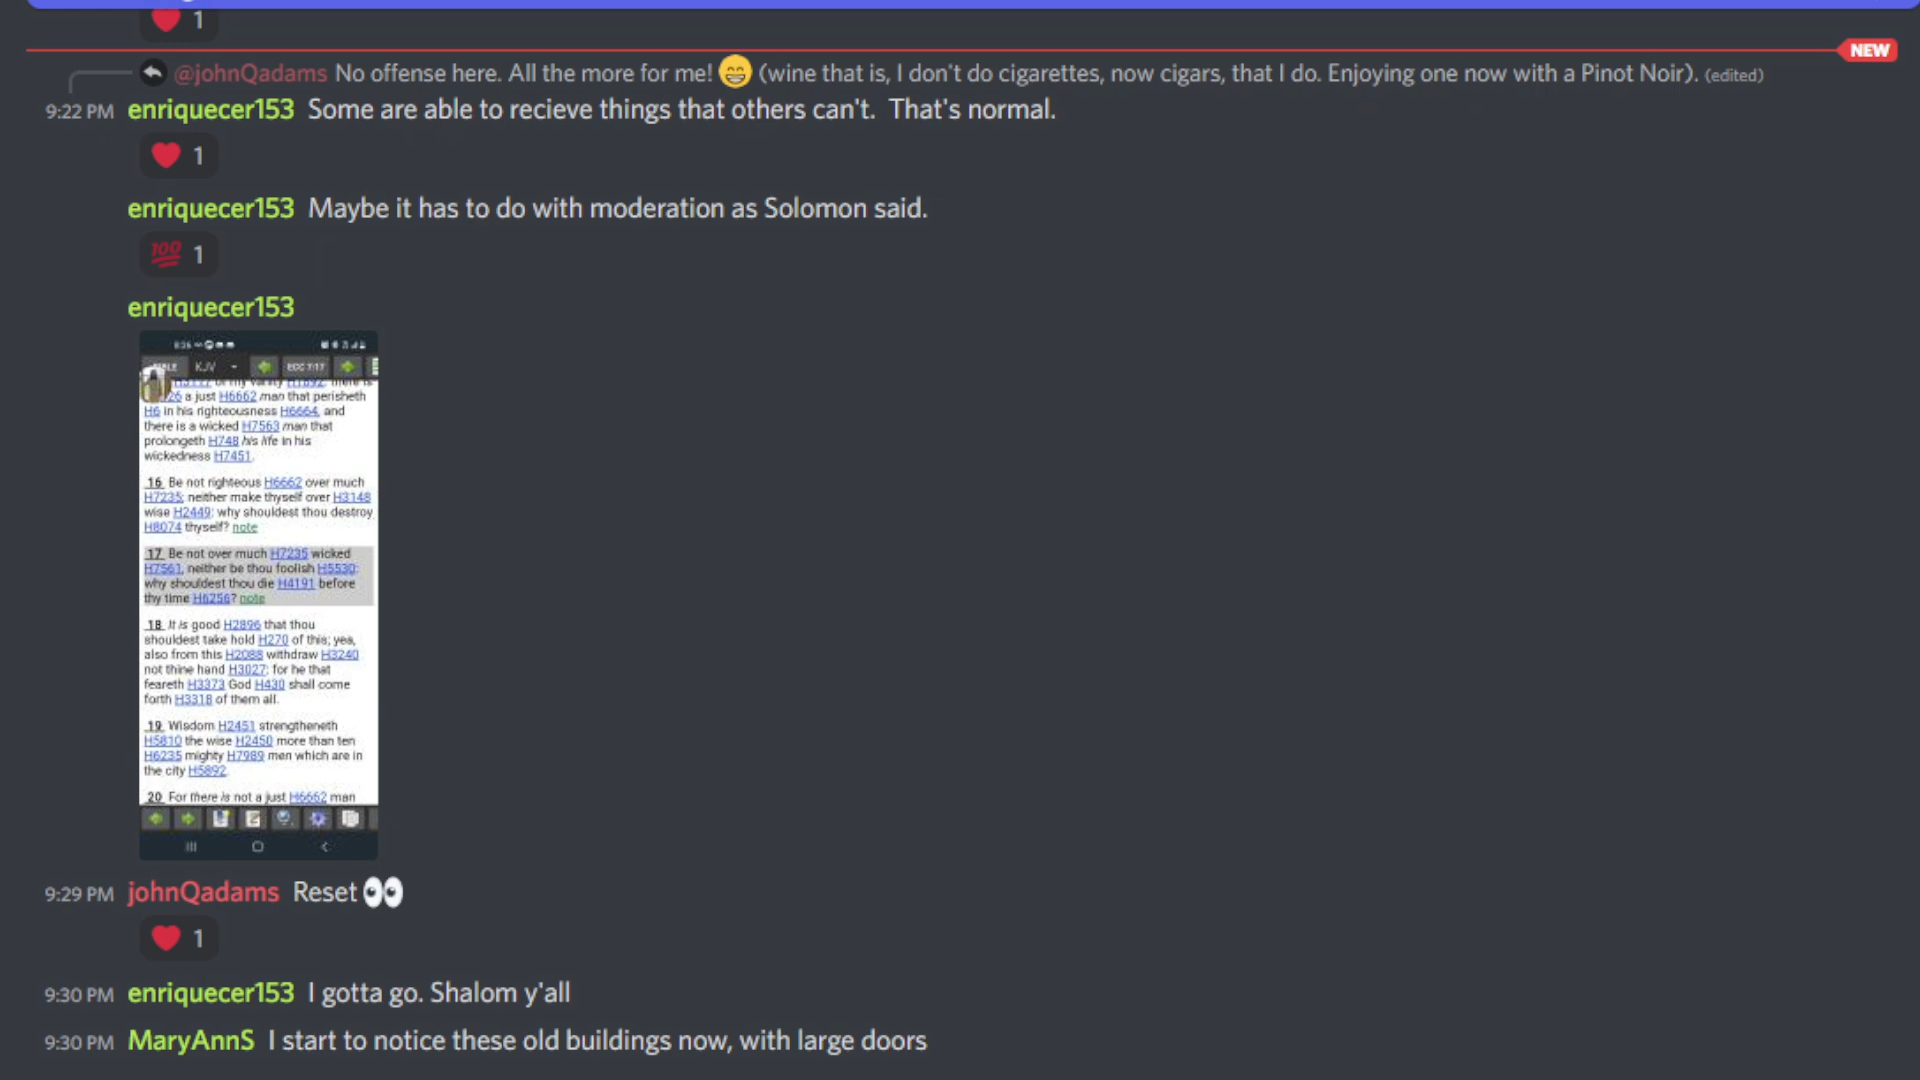 1
NEW
@johnQadams No offense here. All the more for me! 😁 (wine that is, I don't do cigarettes, now cigars, that I do. Enjoying one now with a Pinot Noir). (edited)
9:22 PM enriquecer153 Some are able to recieve things that others can't.  That's normal.
1
enriquecer153 Maybe it has to do with moderation as Solomon said.
💯 1
enriquecer153
KJV ECC 7:17
of my vanity H1892: there is
a just H6662 man that perisheth
H6 in his righteousness H6664, and
there is a wicked H7563 man that
prolongeth H748 his life in his
wickedness H7451.
16 Be not righteous H6662 over much
H7235; neither make thyself over H3148
wise H2449: why shouldest thou destroy
H8074 thyself? note
17 Be not over much H7235 wicked
H7561, neither be thou foolish H5530:
why shouldest thou die H4191 before
thy time H6256? note
18 It is good H2896 that thou
shouldest take hold H270 of this; yea,
also from this H2088 withdraw H3240
not thine hand H3027: for he that
feareth H3373 God H430 shall come
forth H3318 of them all.
19 Wisdom H2451 strengtheneth
H5810 the wise H2450 more than ten
H6235 mighty H7989 men which are in
the city H5892.
20 For there is not a just H6662 man
9:29 PM johnQadams Reset 👀
1
9:30 PM enriquecer153 I gotta go. Shalom y'all
9:30 PM MaryAnnS I start to notice these old buildings now, with large doors